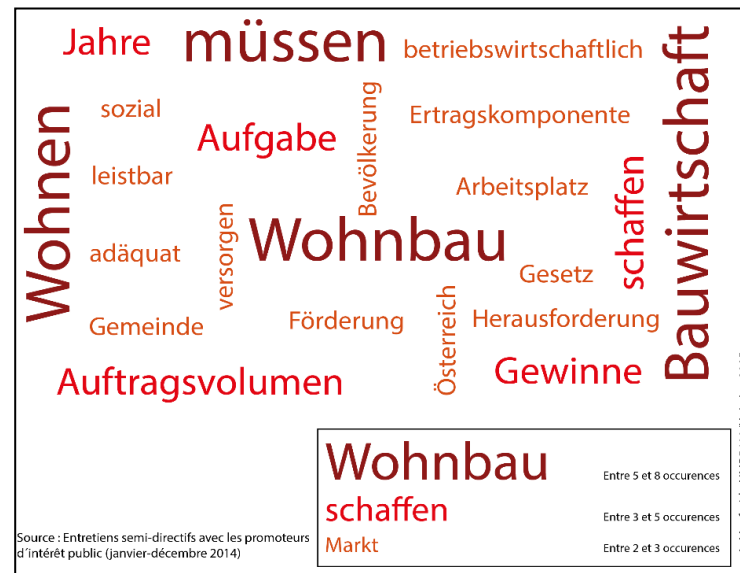 Jahre
müssen
betriebswirtschaftlich
Bauwirtschaft
Wohnen
sozial
Aufgabe
Bevölkerung
Ertragskomponente
leistbar
Arbeitsplatz
schaffen
adäquat
versorgen
Wohnbau
Gesetz
Gemeinde
Förderung
Österreich
Herausforderung
Auftragsvolumen
Gewinne
Wohnbau
Entre 5 et 8 occurences
schaffen
Entre 3 et 5 occurences
Markt
Entre 2 et 3 occurences
Source : Entretiens semi-directifs avec les promoteurs
d´intérêt public (janvier-décembre 2014)